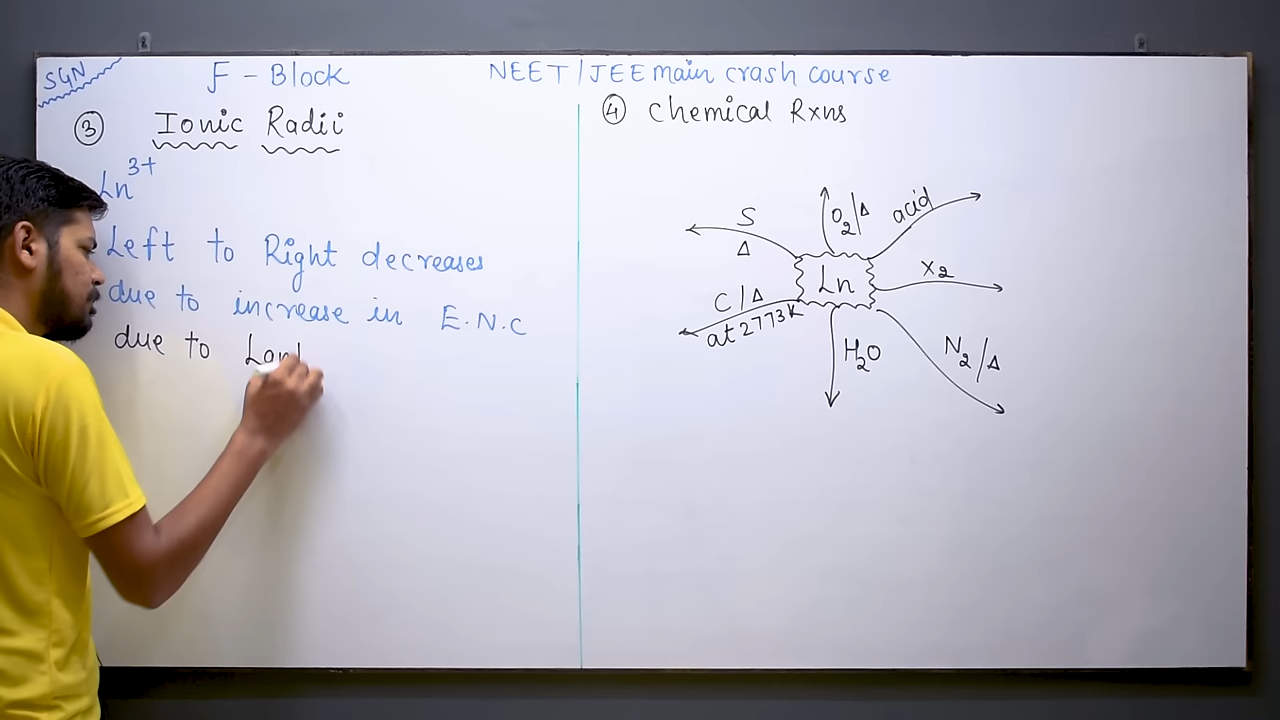 SGN
F - Block
NEET/JEE main crash course
③ Ionic Radii
Ln³⁺
Left to Right decreases
due to increase in E.N.C
due to Lan
④ Chemical Rxns
S
Δ
O₂/Δ
acid
Ln
X₂
C/Δ
at 2773K
H₂O
N₂/Δ